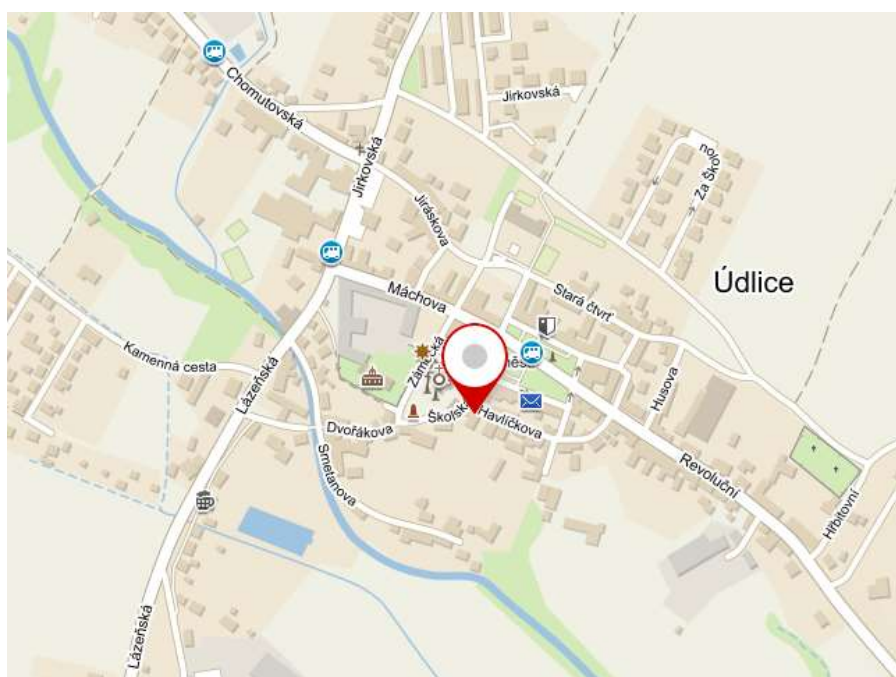 Chomutovská
Jirkovská
Jirkovská
Za Školou
Jiráskova
Údlice
Stará čtvrť
Máchova
Kamenná cesta
Zámecká
Husova
Lázeňská
Školská
Havlíčkova
Dvořákova
Smetanova
Revoluční
Hřbitovní
Lázeňská